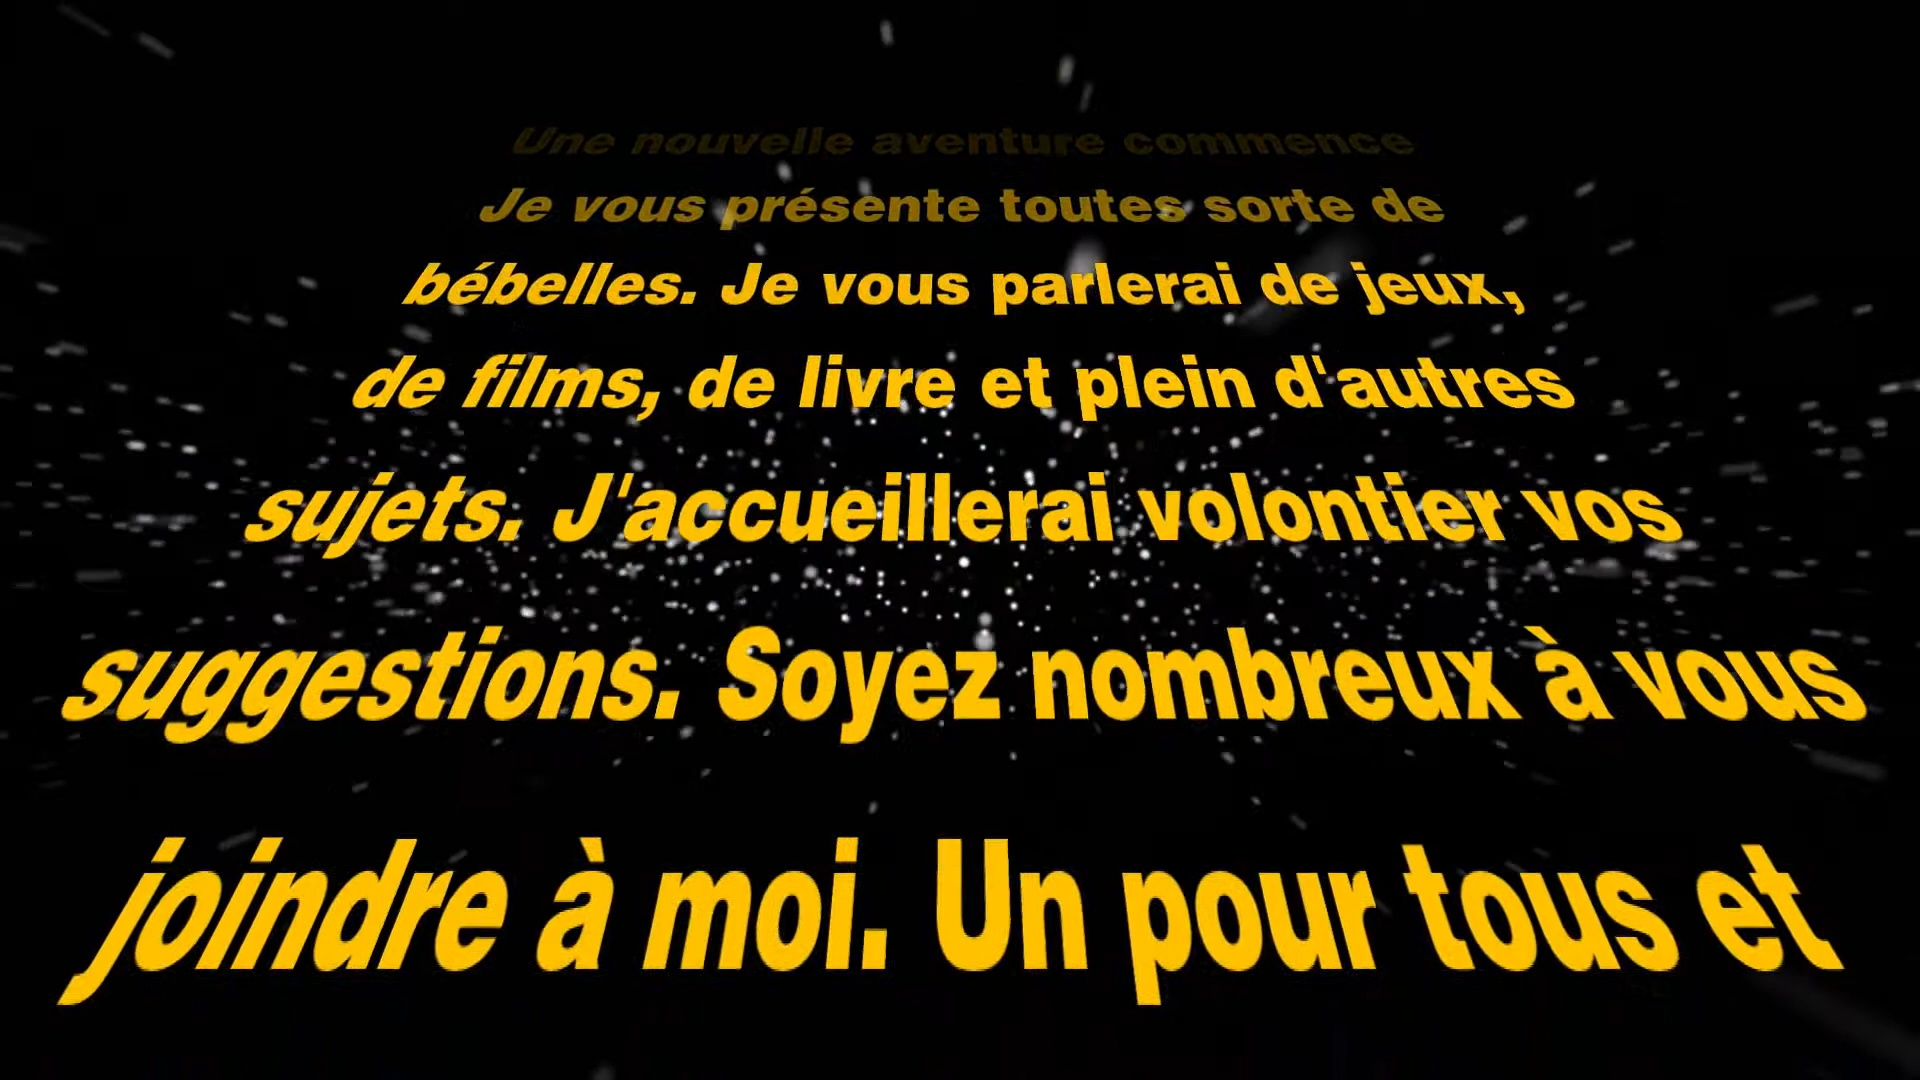 Une nouvelle aventure commence
Je vous présente toutes sorte de
bébelles. Je vous parlerai de jeux,
de films, de livre et plein d'autres
sujets. J'accueillerai volontier vos
suggestions. Soyez nombreux à vous
joindre à moi. Un pour tous et